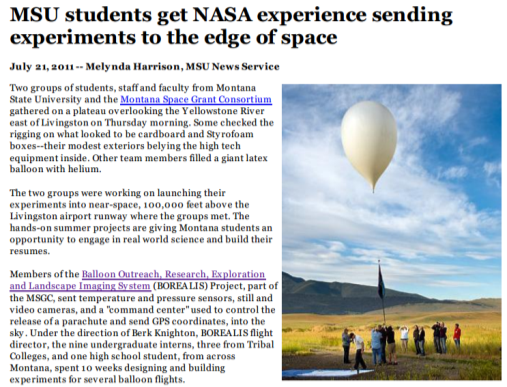 MSU students get NASA experience sending
experiments to the edge of space
July 21, 2011 -- Melynda Harrison, MSU News Service
Two groups of students, staff and faculty from Montana
State University and the Montana Space Grant Consortium
gathered on a plateau overlooking the Yellowstone River
east of Livingston on Thursday morning. Some checked the
rigging on what looked to be cardboard and Styrofoam
boxes--their modest exteriors belying the high tech
equipment inside. Other team members filled a giant latex
balloon with helium.
The two groups were working on launching their
experiments into near-space, 100,000 feet above the
Livingston airport runway where the groups met. The
hands-on summer projects are giving Montana students an
opportunity to engage in real world science and build their
resumes.
Members of the Balloon Outreach, Research, Exploration
and Landscape Imaging System (BOREALIS) Project, part of
the MSGC, sent temperature and pressure sensors, still and
video cameras, and a "command center" used to control the
release of a parachute and send GPS coordinates, into the
sky. Under the direction of Berk Knighton, BOREALIS flight
director, the nine undergraduate interns, three from Tribal
Colleges, and one high school student, from across
Montana, spent 10 weeks designing and building
experiments for several balloon flights.